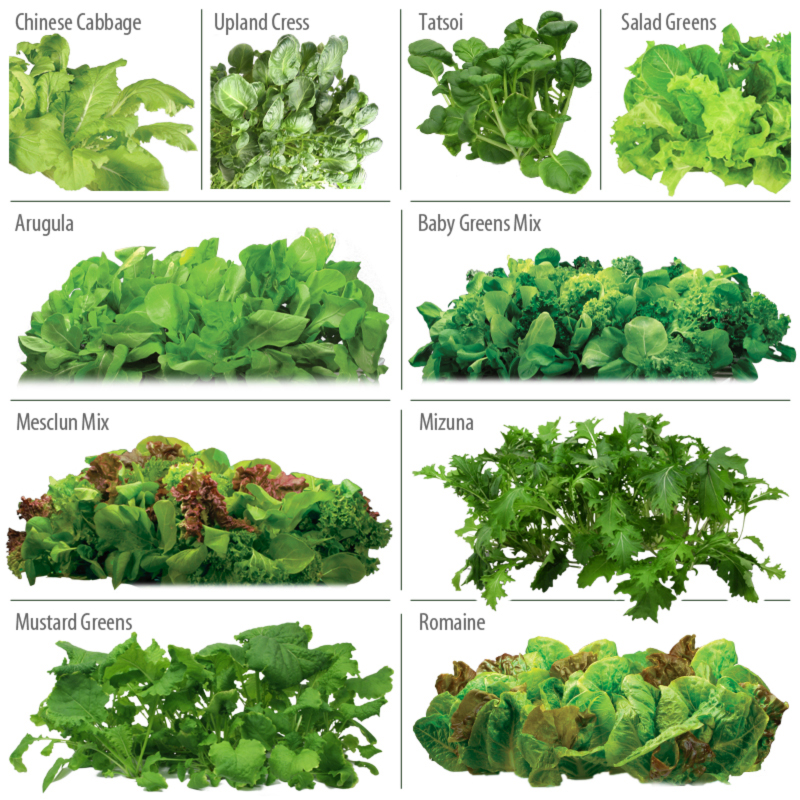 Chinese Cabbage
Upland Cress
Tatsoi
Salad Greens
Arugula
Baby Greens Mix
Mesclun Mix
Mizuna
Mustard Greens
Romaine